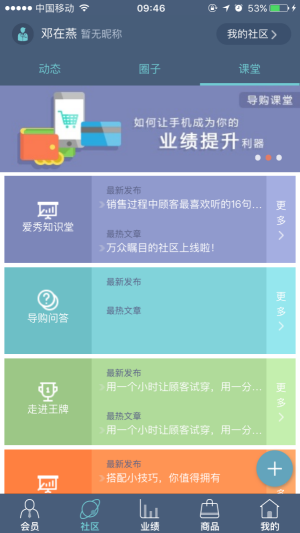 中国移动 09:46 53%
邓在燕 暂无昵称 我的社区 >
动态 圈子 课堂
导购课堂
如何让手机成为你的
业绩提升利器
最新发布
>销售过程中顾客最喜欢听的16句…
爱秀知识堂
最热文章
>万众瞩目的社区上线啦！
更多 >
最新发布
导购问答
最热文章
更多 >
最新发布
>用一个小时让顾客试穿，用一分…
走进王牌
最热文章
>用一个小时让顾客试穿，用一分…
更多 >
最新发布
>搭配小技巧，你值得拥有
会员 社区 业绩 商品 我的